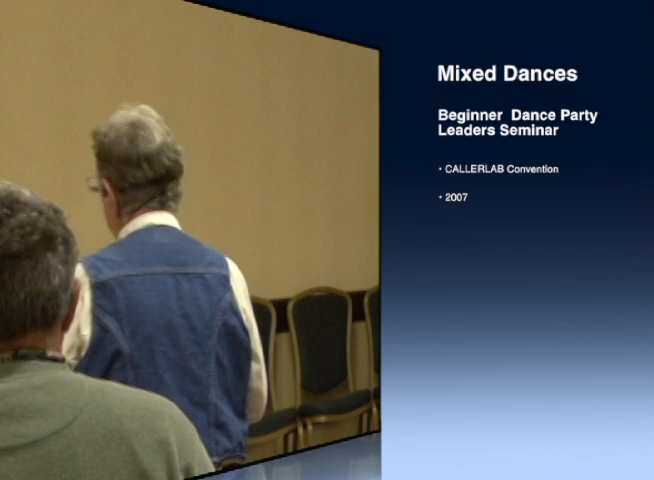 Mixed Dances
Beginner Dance Party
Leaders Seminar
• CALLERLAB Convention
• 2007